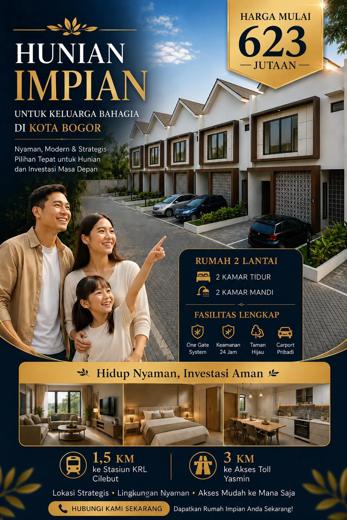 HARGA MULAI
623
JUTAAN
HUNIAN
IMPIAN
UNTUK KELUARGA BAHAGIA
DI KOTA BOGOR
Nyaman, Modern & Strategis
Pilihan Tepat untuk Hunian
dan Investasi Masa Depan
RUMAH 2 LANTAI
2 KAMAR TIDUR
2 KAMAR MANDI
FASILITAS LENGKAP
One Gate
System
Keamanan
24 Jam
Taman
Hijau
Carport
Pribadi
Hidup Nyaman, Investasi Aman
1,5 KM
ke Stasiun KRL
Cilebut
3 KM
ke Akses Toll
Yasmin
Lokasi Strategis • Lingkungan Nyaman • Akses Mudah ke Mana Saja
HUBUNGI KAMI SEKARANG
Dapatkan Rumah Impian Anda Sekarang!